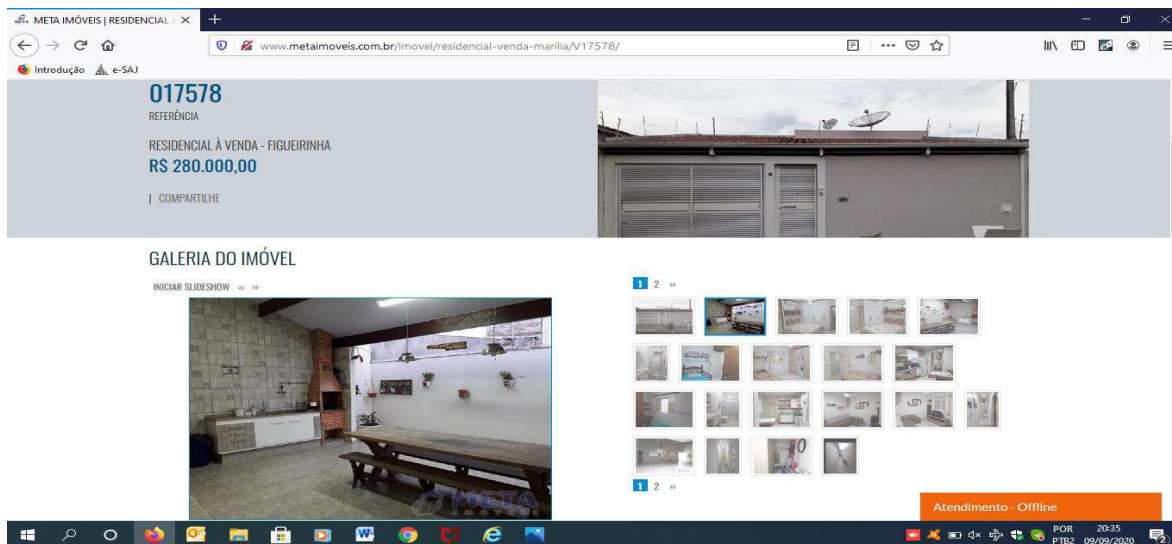 META IMÓVEIS | RESIDENCIAL
www.metaimoveis.com.br/imovel/residencial-venda-marilia/V17578/
Introdução e-SAJ
017578
REFERÊNCIA
RESIDENCIAL À VENDA - FIGUEIRINHA
R$ 280.000,00
| COMPARTILHE
GALERIA DO IMÓVEL
INICIAR SLIDESHOW « »
1 2 »
META
1 2 »
Atendimento - Offline
POR 20:35
PTB2 09/09/2020